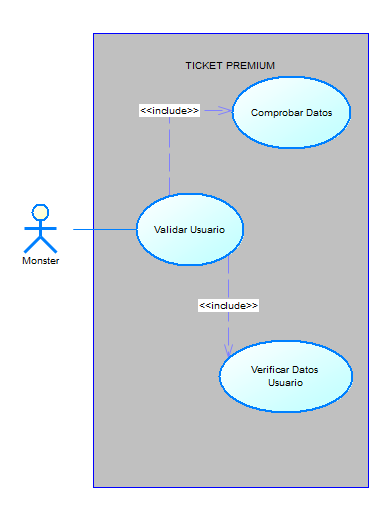 TICKET PREMIUM
<<include>>
Comprobar Datos
Validar Usuario
Monster
<<include>>
Verificar Datos
Usuario